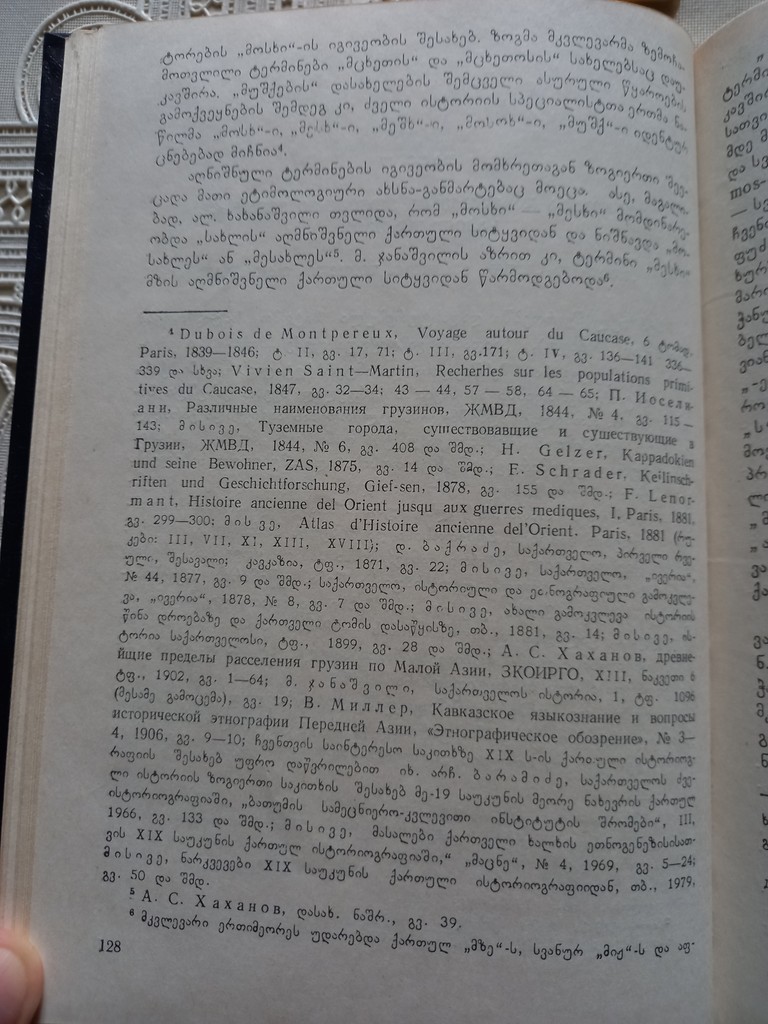 ტორების „მოსხი“-ის იგივეობის შესახებ. ზოგმა მკვლევარმა ზემოჩა-
მოთვლილი ტერმინები „მცხეთის“ და „მცხეთოსის“ სახელებსაც დაუ-
კავშირა. „მუშქების“ დასახელების შემცველი ასურული წყაროების
გამოქვეყნების შემდეგ კი, ძველი ისტორიის სპეციალისტთა ერთმა ნა-
წილმა „მოსხ“-ი, „მესხ“-ი, „მეშხ“-ი, „მოსოხ“-ი, „მუშქ“-ი იდენტურ
ცნებებად მიჩნია⁴.
აღნიშნული ტერმინების იგივეობის მომხრეთაგან ზოგიერთი შეე-
ცადა მათი ეტიმოლოგიური ახსნა-განმარტებაც მოეცა. ასე, მაგალი-
ბად, ალ. ხახანაშვილი თვლიდა, რომ „მოსხი“ — „მესხი“ მომდინარე-
ობდა „სახლის“ აღმნიშვნელი ქართული სიტყვიდან და ნიშნავდა „მო-
სახლეს“ ან „მესახლეს“⁵. მ. ჯანაშვილის აზრით კი, ტერმინი „მესხი“
მზის აღმნიშვნელი ქართული სიტყვიდან წარმოდგებოდა⁶.
⁴ Dubois de Montpereux, Voyage autour du Caucase, 6 ტომად,
Paris, 1839—1846; ტ. II, გვ. 17, 71; ტ. III, გვ.171; ტ. IV, გვ. 136—141 336—
339 და სხვა; Vivien Saint—Martin, Recherhes sur les populations primi-
tives du Caucase, 1847, გვ. 32—34; 43 — 44, 57 — 58, 64 — 65; П. Иосели-
ани, Различные наименования грузинов, ЖМВД, 1844, № 4, გვ. 115 —
143; მისივე, Туземные города, существовавшие и существующие в
Грузии, ЖМВД, 1844, № 6, გვ. 408 და შმდ.; H. Gelzer, Kappadokien
und seine Bewohner, ZAS, 1875, გვ. 14 და შმდ.; E. Schrader, Keilinsch-
riften und Geschichtforschung, Gief-sen, 1878, გვ. 155 და შმდ.; F. Lenor-
mant, Histoire ancienne del Orient jusqu aux guerres mediques, I, Paris, 1881,
გვ. 299—300; მისივე, Atlas d'Histoire ancienne del'Orient. Paris, 1881 (რუ-
კები: III, VII, XI, XIII, XVIII); დ. ბაქრაძე, საქართველო, პირველი რვე-
ული, შესავალი; კავკაზია, ტფ., 1871, გვ. 22; მისივე, საქართველო, „ივერია“,
№ 44, 1877, გვ. 9 და შმდ.; საქართველო, ისტორიული და ეთნოგრაფიული გამოკვლე-
ვა, „ივერია“, 1878, № 8, გვ. 7 და შმდ.; მისივე, ახალი გამოკვლევა ისტორიის
წინა დროებაზე და ქართველი ტომის დასაწყისზე, თბ., 1881, გვ. 14; მისივე, ის-
ტორია საქართველოსი, ტფ., 1899, გვ. 28 და შმდ.; А. С. Хаханов, древне-
йщие пределы расселения грузин по Малой Азии, ЗКОИРГО, XIII, ნაკვეთი 6
ტფ., 1902, გვ. 1—64; მ. ჯანაშვილი, საქართველოს ისტორია, 1, ტფ. 1096
(მესამე გამოცემა), გვ. 19; В. Миллер, Кавказское языкознание и вопросы
исторической этнографии Передней Азии, «Этнографическое обозрение», № 3—
4, 1906, გვ. 9—10; ჩვენთვის საინტერესო საკითხზე XIX ს-ის ქართული ისტორიოგ-
რაფიის შესახებ უფრო დაწვრილებით იხ. არჩ. ბარამიძე, საქართველოს ძვე-
ლი ისტორიის ზოგიერთი საკითხის შესახებ მე-19 საუკუნის მეორე ნახევრის ქართულ
ისტორიოგრაფიაში, „ბათუმის სამეცნიერო-კვლევითი ინსტიტუტის შრომები“, III,
1966, გვ. 133 და შმდ.; მისივე, მასალები ქართველი ხალხის ეთნოგენეზისისათ-
ვის XIX საუკუნის ქართულ ისტორიოგრაფიაში,“ „მაცნე“, № 4, 1969, გვ. 5—24;
მისივე, ნარკვევები XIX საუკუნის ქართული ისტორიოგრაფიიდან, თბ., 1979,
გვ. 50 და შმდ.
⁵ А. С. Хаханов, დასახ. ნაშრ., გვ. 39.
⁶ მკვლევარი ერთიმეორეს უდარებდა ქართულ „მზე“-ს, სვანურ „მიჟ“-ს და აფ-
128